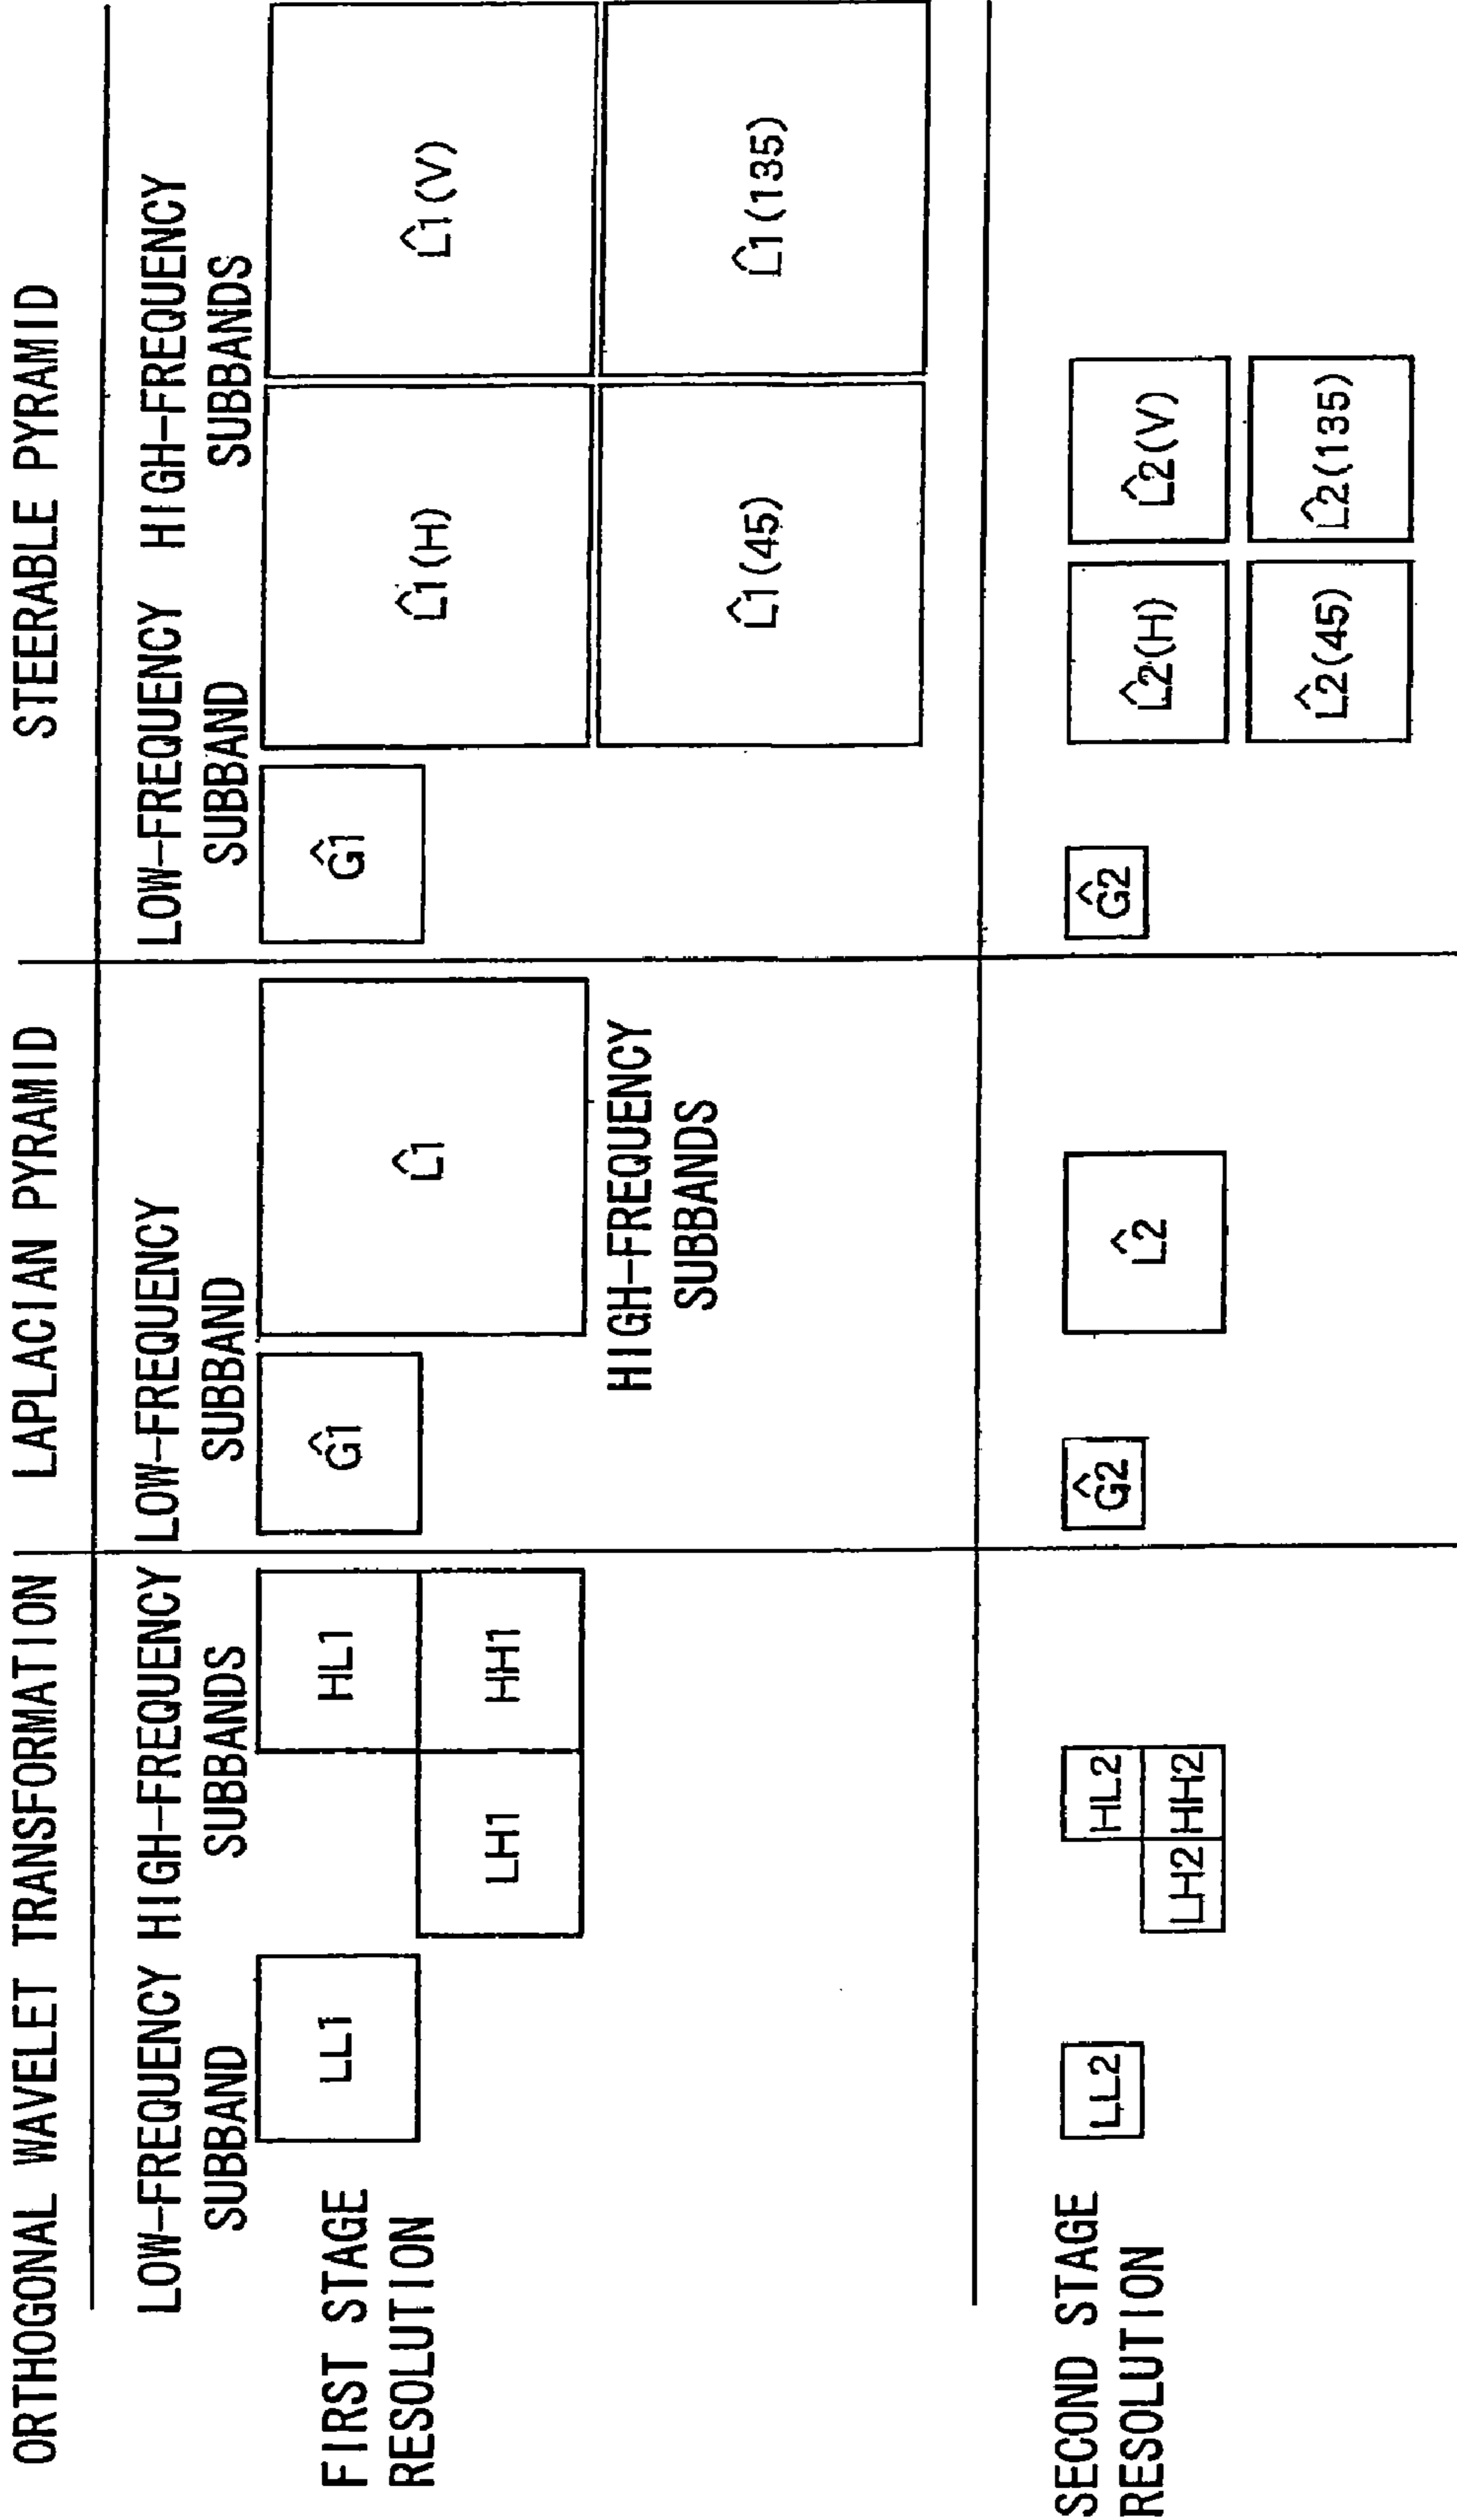 ORTHOGONAL WAVELET TRANSFORMATION
LAPLACIAN PYRAMID
STEERABLE PYRAMID
LOW-FREQUENCY
SUBBAND
HIGH-FREQUENCY
SUBBANDS
LOW-FREQUENCY
SUBBAND
LOW-FREQUENCY
SUBBAND
HIGH-FREQUENCY
SUBBANDS
FIRST STAGE
RESOLUTION
LL1
HL1
LH1
HH1
Ĝ1
L̂1
HIGH-FREQUENCY
SUBBANDS
Ĝ1
L̂1(H)
L̂1(V)
L̂1(45)
L̂1(135)
SECOND STAGE
RESOLUTION
LL2
HL2
LH2
HH2
Ĝ2
L̂2
Ĝ2
L̂2(H)
L̂2(V)
L̂2(45)
L̂2(135)